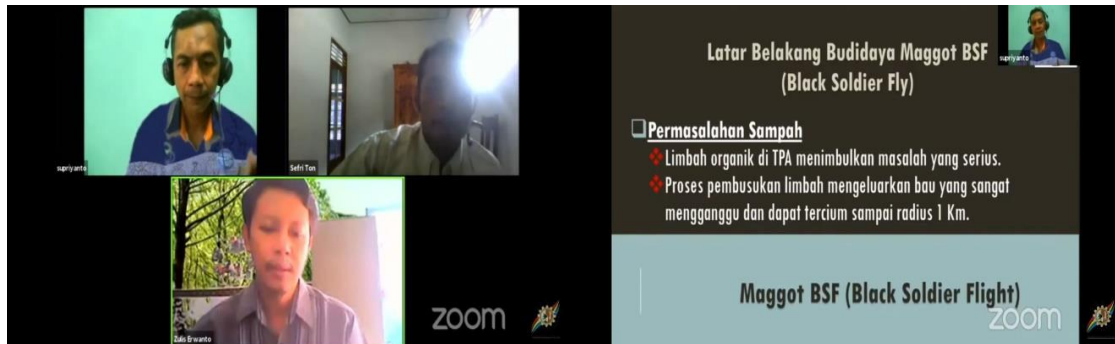 supriyanto
Sefri Ton
Zulis Erwanto
zoom
Latar Belakang Budidaya Maggot BSF
(Black Soldier Fly)
supriyanto
Permasalahan Sampah
Limbah organik di TPA menimbulkan masalah yang serius.
Proses pembusukan limbah mengeluarkan bau yang sangat
mengganggu dan dapat tercium sampai radius 1 Km.
Maggot BSF (Black Soldier Flight)
zoom